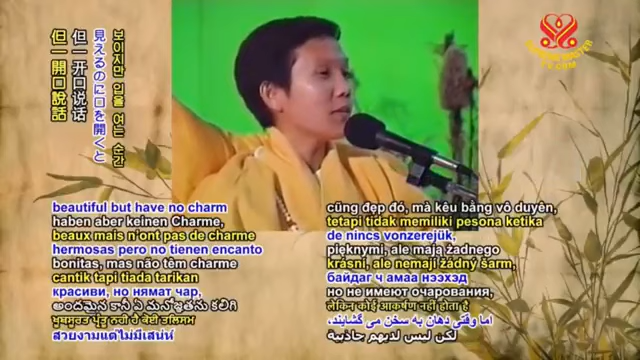 보이지만 입을 여는 순간
見えるのに口を開くと
但一开口说话
但一開口說話
beautiful but have no charm
haben aber keinen Charme,
beaux mais n'ont pas de charme
hermosas pero no tienen encanto
bonitas, mas não têm charme
cantik tapi tiada tarikan
красиви, но нямат чар,
అందమైన కానీ ఏ మనోజ్ఞతను కలిగి
ਖੂਬਸੂਰਤ ਪ੍ਰੰਤੂ ਨਹੀ ਹੈ ਕੋਈ ਤਲਿਸਮ
สวยงามแต่ไม่มีเสน่ห์
cũng đẹp đó, mà kêu bằng vô duyên,
tetapi tidak memiliki pesona ketika
de nincs vonzerejük,
pięknymi, ale mają żadnego
krásní, ale nemají žádný šarm,
байдаг ч амаа нээхэд
но не имеют очарования,
लेकिन कोई आकर्षण नहीं होता है
اما وقتی دهان به سخن می گشایند،
لكن ليس لديهم جاذبية